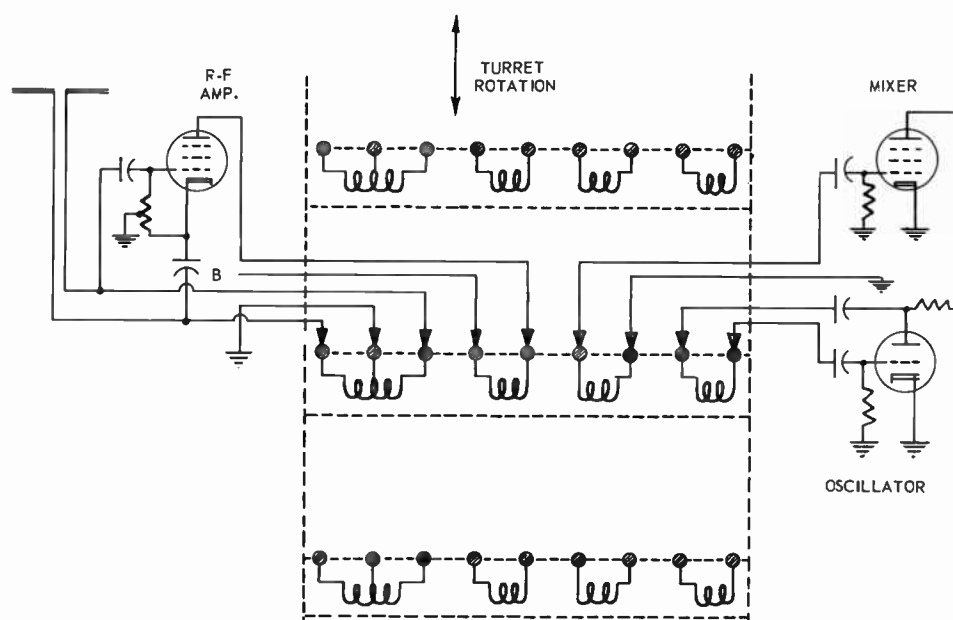 R-F
AMP.
TURRET
ROTATION
MIXER
B
OSCILLATOR